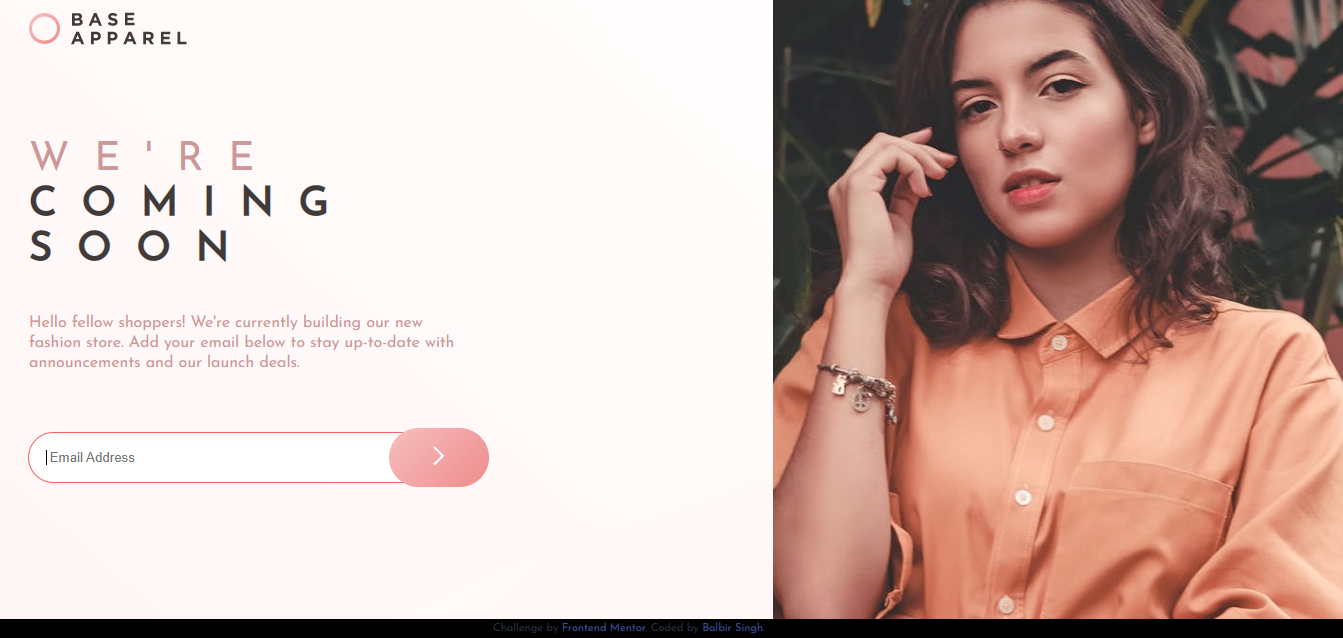 BASE
APPAREL
WE'RE
COMING
SOON
Hello fellow shoppers! We're currently building our new
fashion store. Add your email below to stay up-to-date with
announcements and our launch deals.
Email Address
Challenge by Frontend Mentor. Coded by Balbir Singh.